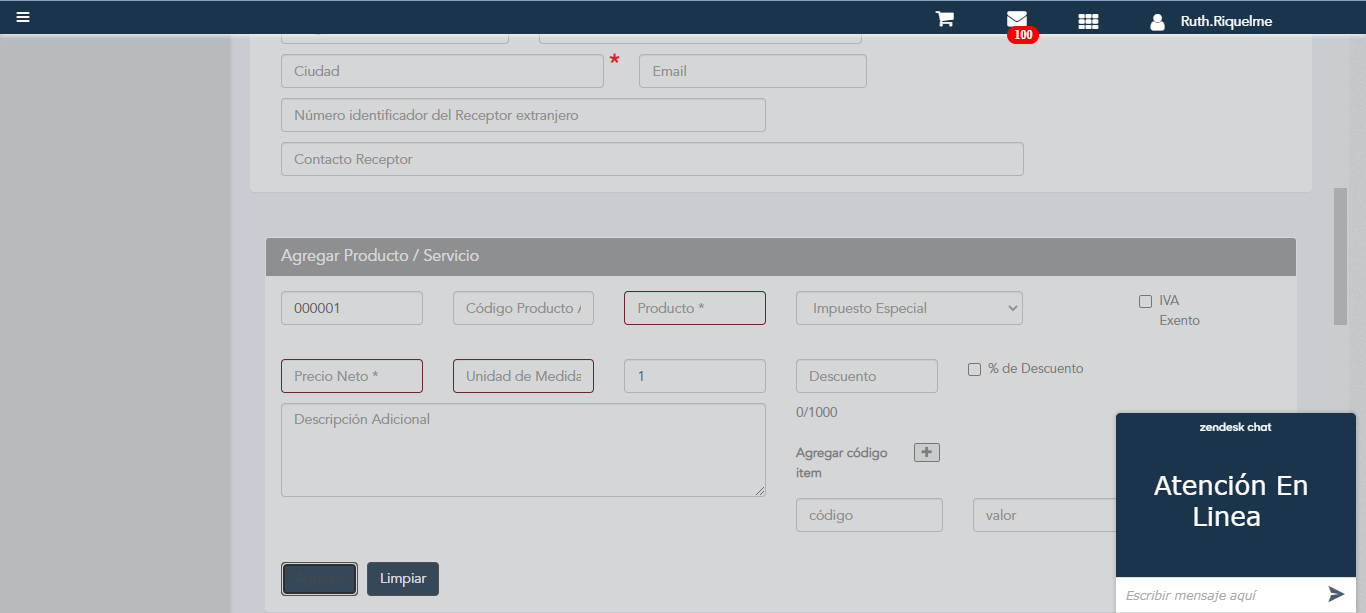 Ruth.Riquelme
100
Ciudad
*
Email
Número identificador del Receptor extranjero
Contacto Receptor
Agregar Producto / Servicio
000001
Código Producto
Producto *
Impuesto Especial
IVA
Exento
Precio Neto *
Unidad de Medida
1
Descuento
% de Descuento
Descripción Adicional
0/1000
Agregar código
item
+
código
valor
Limpiar
zendesk chat
Atención En
Linea
Escribir mensaje aquí